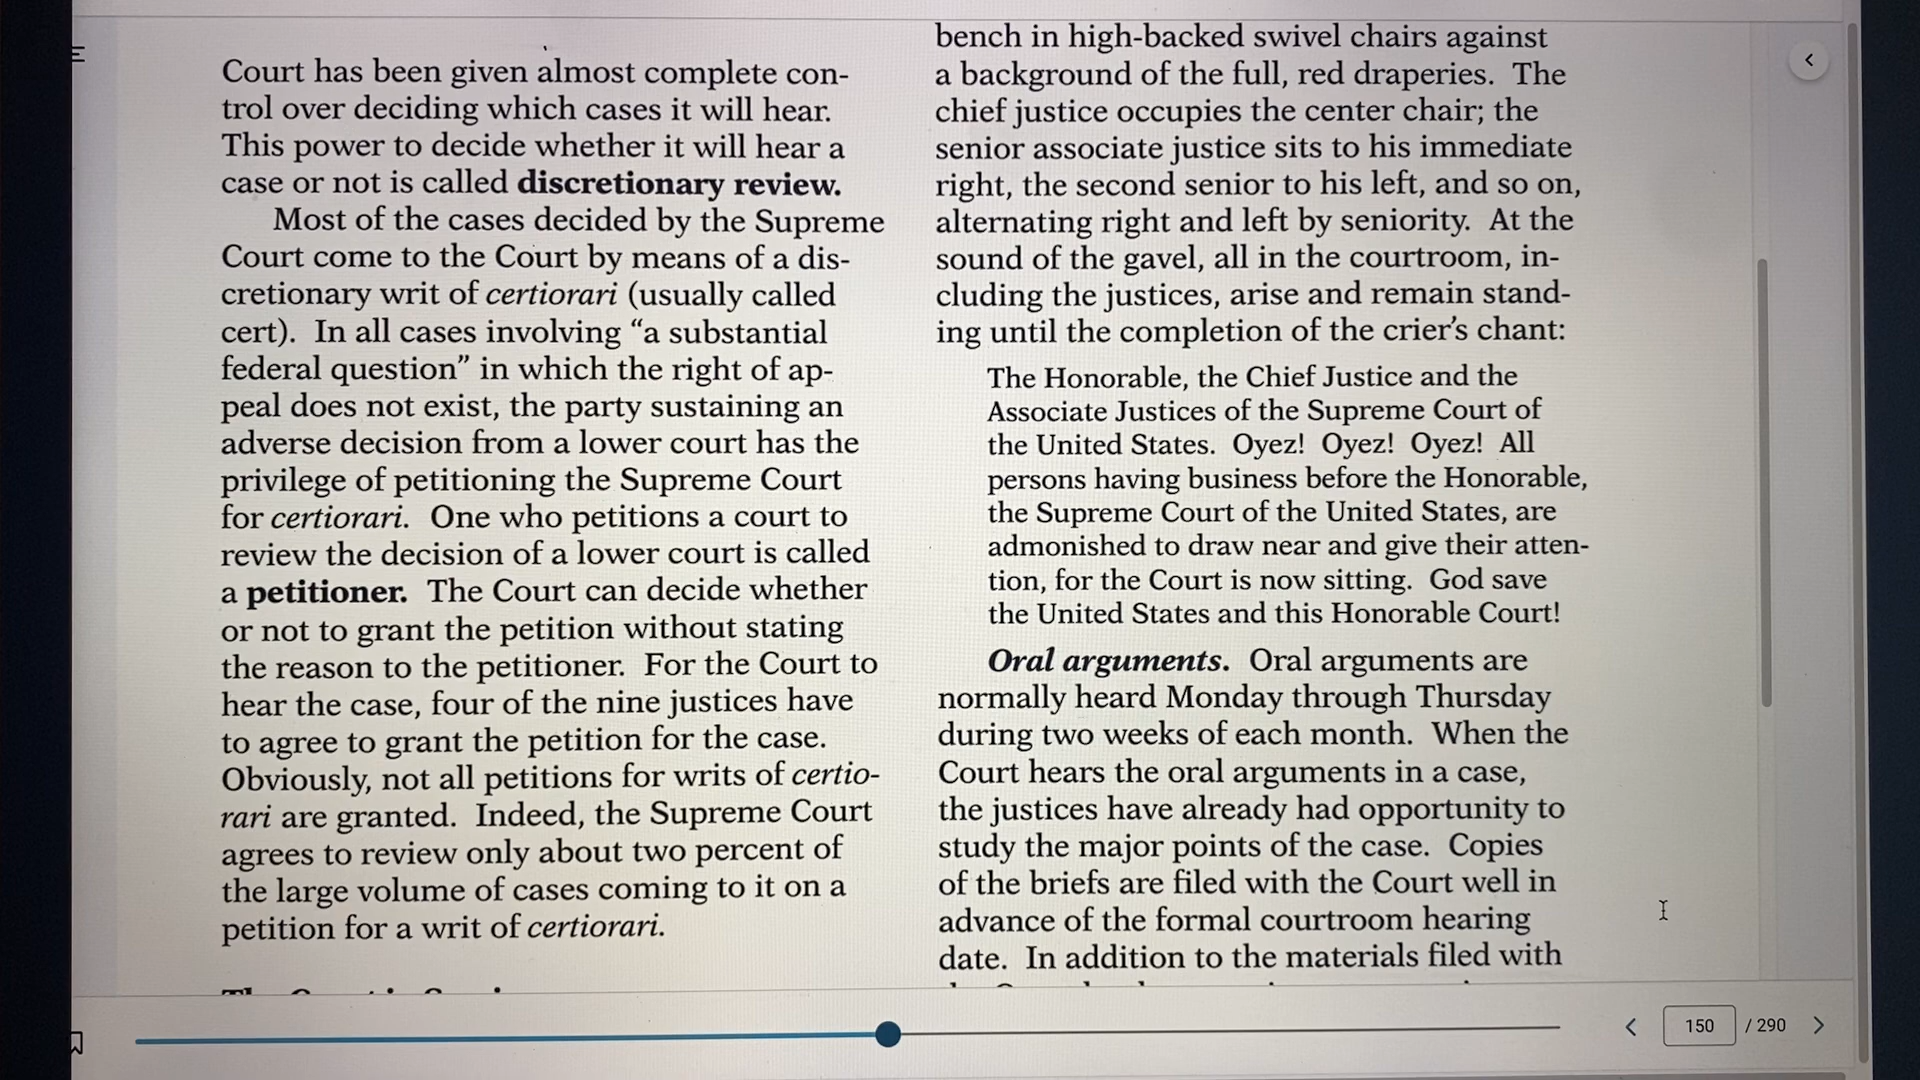 Court has been given almost complete con-
trol over deciding which cases it will hear.
This power to decide whether it will hear a
case or not is called discretionary review.
Most of the cases decided by the Supreme
Court come to the Court by means of a dis-
cretionary writ of certiorari (usually called
cert). In all cases involving “a substantial
federal question” in which the right of ap-
peal does not exist, the party sustaining an
adverse decision from a lower court has the
privilege of petitioning the Supreme Court
for certiorari. One who petitions a court to
review the decision of a lower court is called
a petitioner. The Court can decide whether
or not to grant the petition without stating
the reason to the petitioner. For the Court to
hear the case, four of the nine justices have
to agree to grant the petition for the case.
Obviously, not all petitions for writs of certio-
rari are granted. Indeed, the Supreme Court
agrees to review only about two percent of
the large volume of cases coming to it on a
petition for a writ of certiorari.
bench in high-backed swivel chairs against
a background of the full, red draperies. The
chief justice occupies the center chair; the
senior associate justice sits to his immediate
right, the second senior to his left, and so on,
alternating right and left by seniority. At the
sound of the gavel, all in the courtroom, in-
cluding the justices, arise and remain stand-
ing until the completion of the crier’s chant:
The Honorable, the Chief Justice and the
Associate Justices of the Supreme Court of
the United States. Oyez! Oyez! Oyez! All
persons having business before the Honorable,
the Supreme Court of the United States, are
admonished to draw near and give their atten-
tion, for the Court is now sitting. God save
the United States and this Honorable Court!
Oral arguments. Oral arguments are
normally heard Monday through Thursday
during two weeks of each month. When the
Court hears the oral arguments in a case,
the justices have already had opportunity to
study the major points of the case. Copies
of the briefs are filed with the Court well in
advance of the formal courtroom hearing
date. In addition to the materials filed with
150 / 290